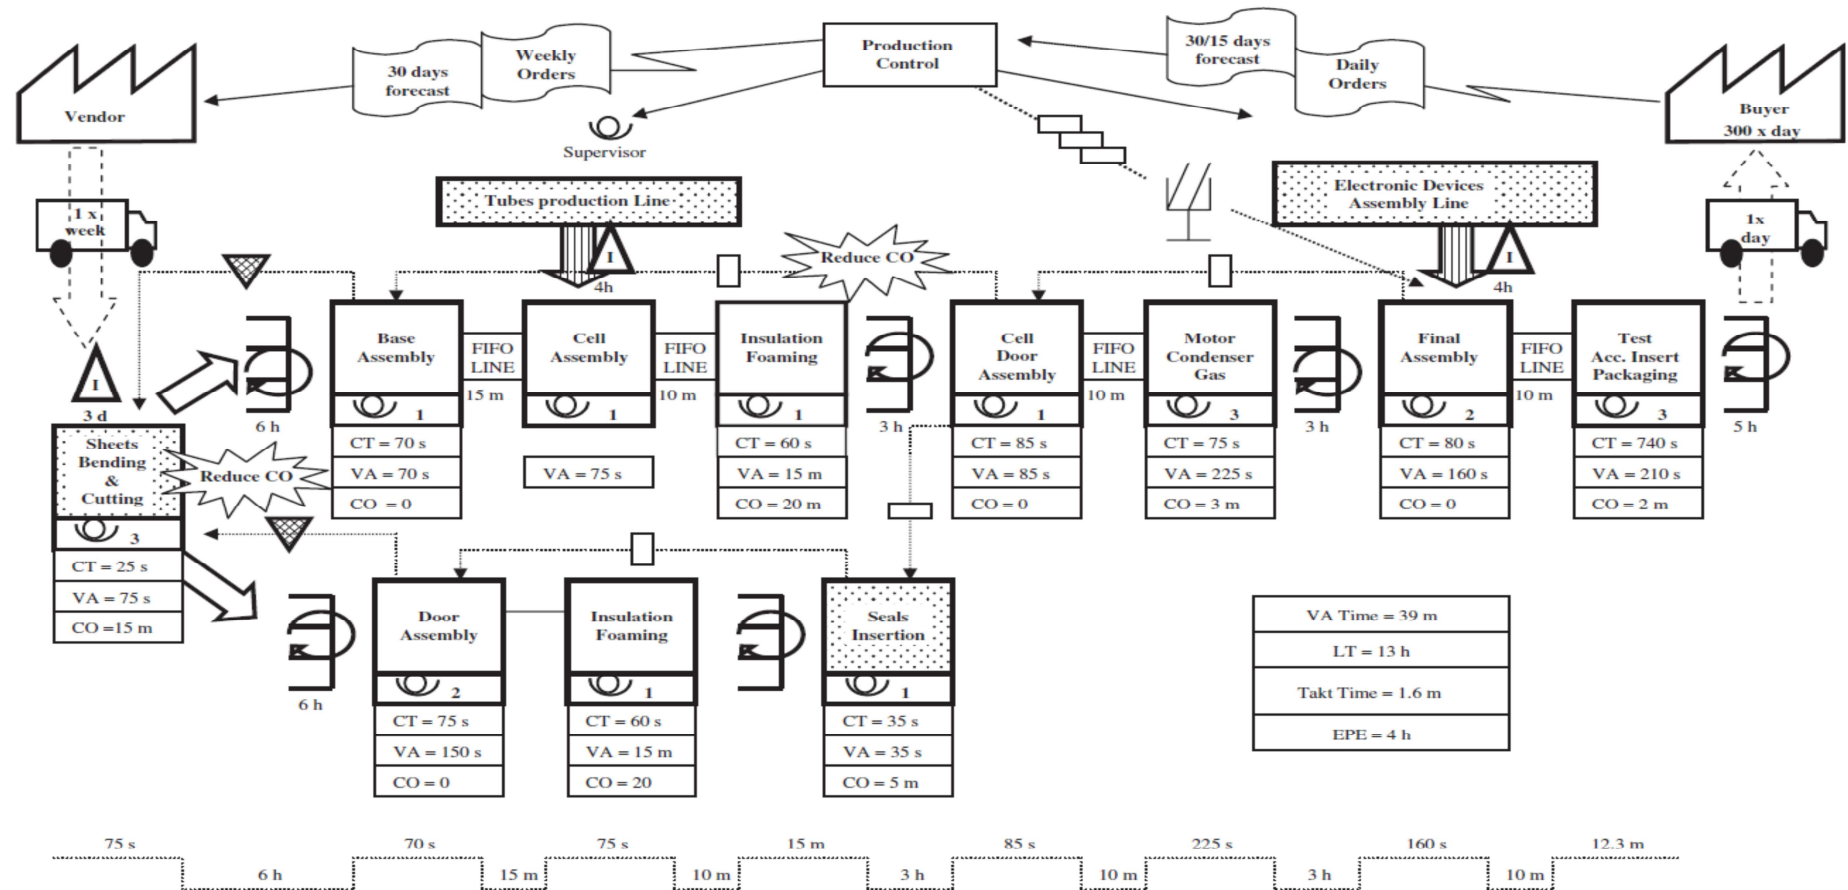 Vendor
30 days
forecast
Weekly
Orders
Production
Control
30/15 days
forecast
Daily
Orders
Buyer
300 x day
Supervisor
1 x
week
Tubes production Line
Electronic Devices
Assembly Line
1x
day
I
4h
Reduce CO
I
4h
I
3 d
6 h
Base
Assembly
1
CT = 70 s
VA = 70 s
CO = 0
FIFO
LINE
15 m
Cell
Assembly
1
VA = 75 s
FIFO
LINE
10 m
Insulation
Foaming
1
CT = 60 s
VA = 15 m
CO = 20 m
3 h
Cell
Door
Assembly
1
CT = 85 s
VA = 85 s
CO = 0
FIFO
LINE
10 m
Motor
Condenser
Gas
3
CT = 75 s
VA = 225 s
CO = 3 m
3 h
Final
Assembly
2
CT = 80 s
VA = 160 s
CO = 0
FIFO
LINE
10 m
Test
Acc. Insert
Packaging
3
CT = 740 s
VA = 210 s
CO = 2 m
5 h
Sheets
Bending
&
Cutting
3
CT = 25 s
VA = 75 s
CO =15 m
Reduce CO
6 h
Door
Assembly
2
CT = 75 s
VA = 150 s
CO = 0
Insulation
Foaming
1
CT = 60 s
VA = 15 m
CO = 20
Seals
Insertion
1
CT = 35 s
VA = 35 s
CO = 5 m
VA Time = 39 m
LT = 13 h
Takt Time = 1.6 m
EPE = 4 h
75 s
70 s
75 s
15 m
85 s
225 s
160 s
12.3 m
6 h
15 m
10 m
3 h
10 m
3 h
10 m